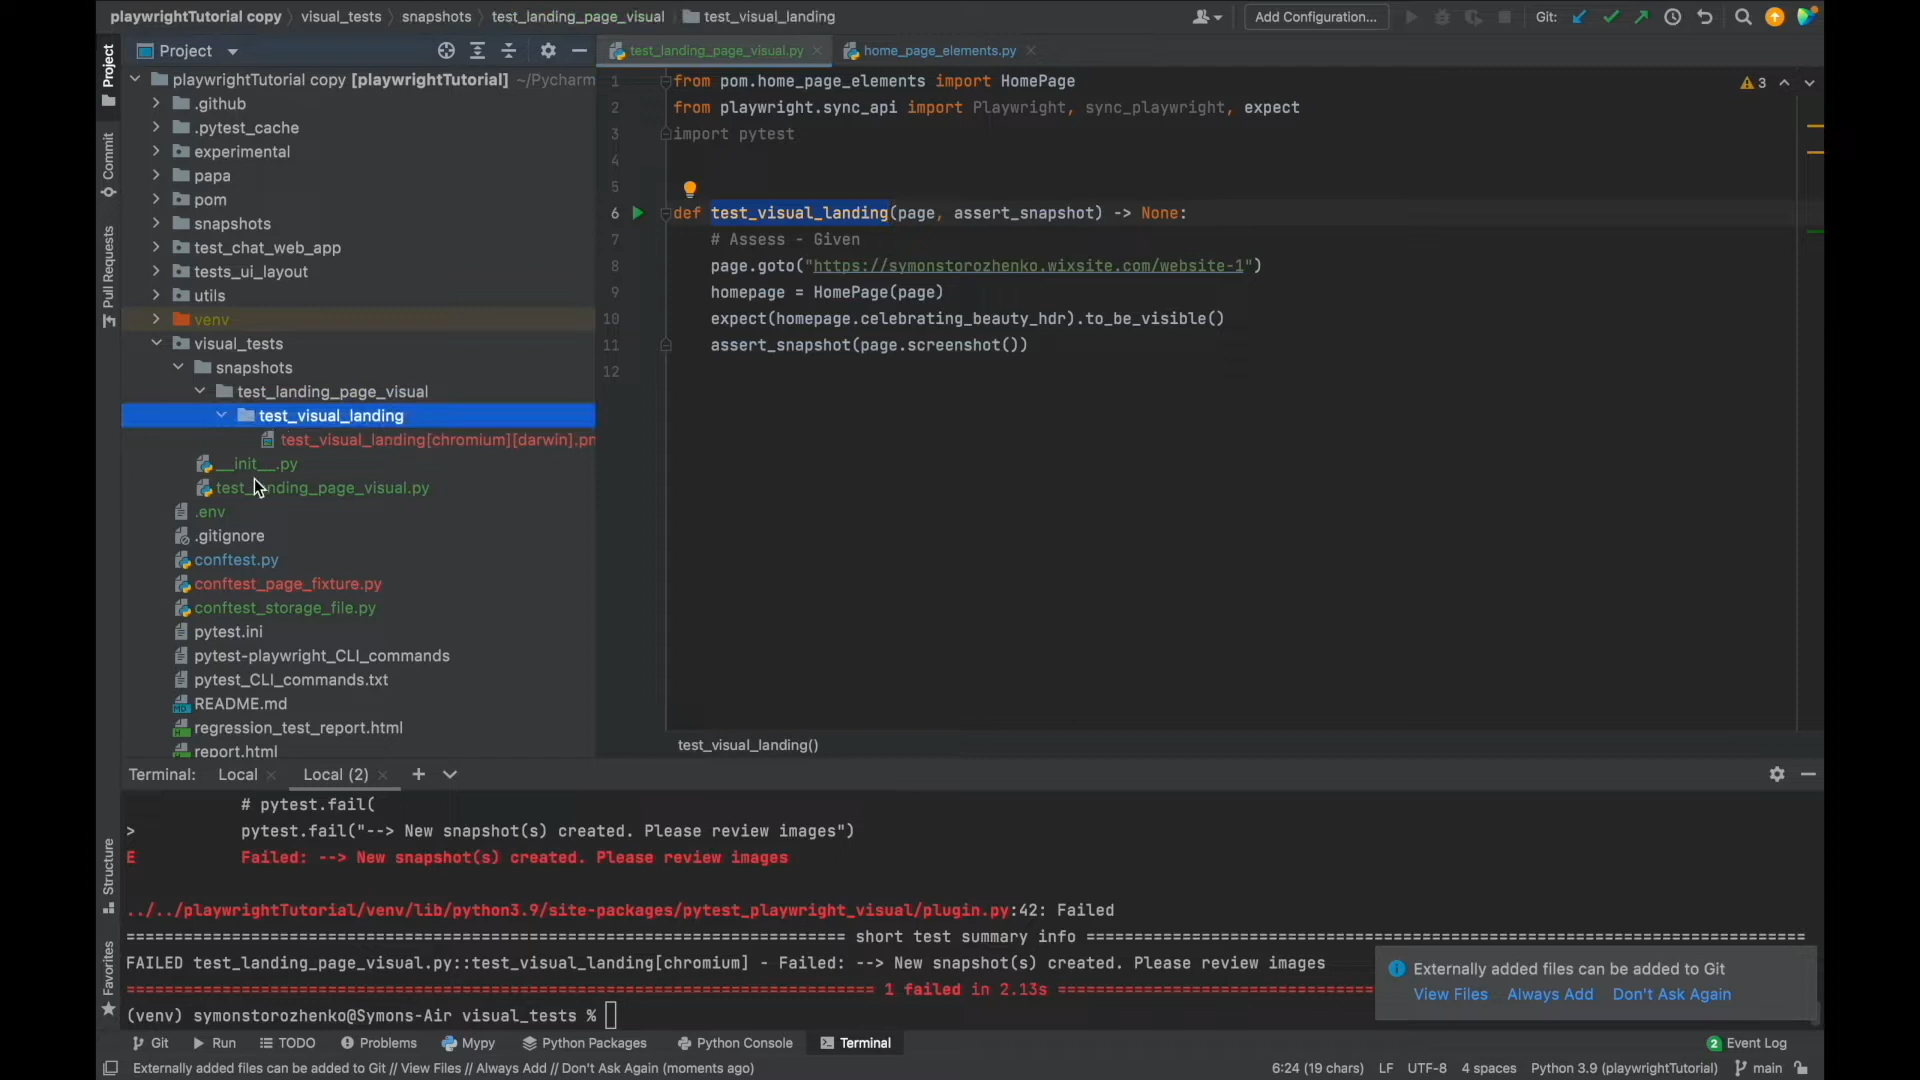 playwrightTutorial copy visual_tests snapshots test_landing_page_visual test_visual_landing Add Configuration... Git:
Project
test_landing_page_visual.py home_page_elements.py
playwrightTutorial copy [playwrightTutorial] ~/Pycharm
.github
.pytest_cache
experimental
papa
pom
snapshots
test_chat_web_app
tests_ui_layout
utils
venv
visual_tests
snapshots
test_landing_page_visual
test_visual_landing
test_visual_landing[chromium][darwin].pn
__init__.py
test_landing_page_visual.py
.env
.gitignore
conftest.py
conftest_page_fixture.py
conftest_storage_file.py
pytest.ini
pytest-playwright_CLI_commands
pytest_CLI_commands.txt
README.md
regression_test_report.html
report.html
Project
Commit
Pull Requests
Structure
Favorites
1 from pom.home_page_elements import HomePage
2 from playwright.sync_api import Playwright, sync_playwright, expect
3 import pytest
4
5
6 def test_visual_landing(page, assert_snapshot) -> None:
7 # Assess - Given
8 page.goto("https://symonstorozhenko.wixsite.com/website-1")
9 homepage = HomePage(page)
10 expect(homepage.celebrating_beauty_hdr).to_be_visible()
11 assert_snapshot(page.screenshot())
12
3
test_visual_landing()
Terminal: Local Local (2)
# pytest.fail(
> pytest.fail("--> New snapshot(s) created. Please review images")
E Failed: --> New snapshot(s) created. Please review images
../../playwrightTutorial/venv/lib/python3.9/site-packages/pytest_playwright_visual/plugin.py:42: Failed
=========================================================================== short test summary info ===========================================================================
FAILED test_landing_page_visual.py::test_visual_landing[chromium] - Failed: --> New snapshot(s) created. Please review images
============================================================================== 1 failed in 2.13s =================================
(venv) symonstorozhenko@Symons-Air visual_tests %
Externally added files can be added to Git
View Files Always Add Don't Ask Again
Git Run TODO Problems Mypy Python Packages Python Console Terminal 2 Event Log
Externally added files can be added to Git // View Files // Always Add // Don't Ask Again (moments ago) 6:24 (19 chars) LF UTF-8 4 spaces Python 3.9 (playwrightTutorial) main